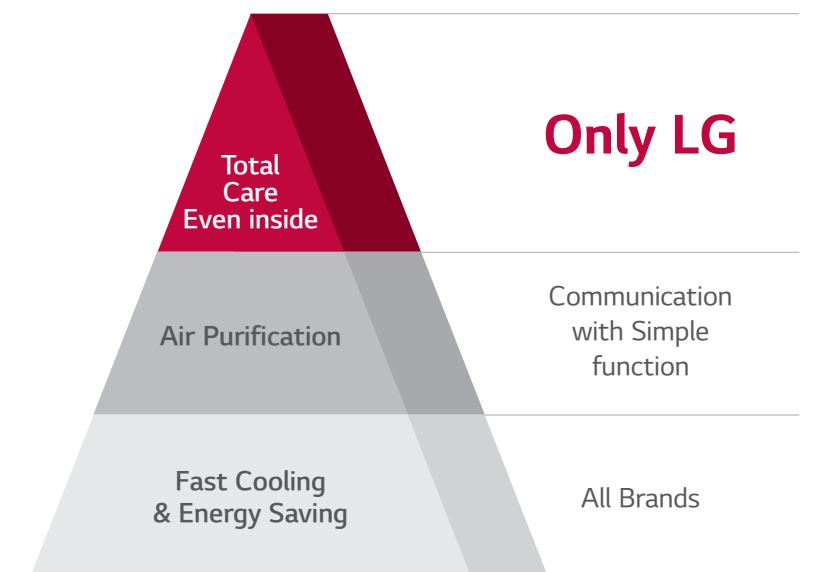 Only LG
Total
Care
Even inside
Communication
with Simple
function
Air Purification
Fast Cooling
& Energy Saving
All Brands